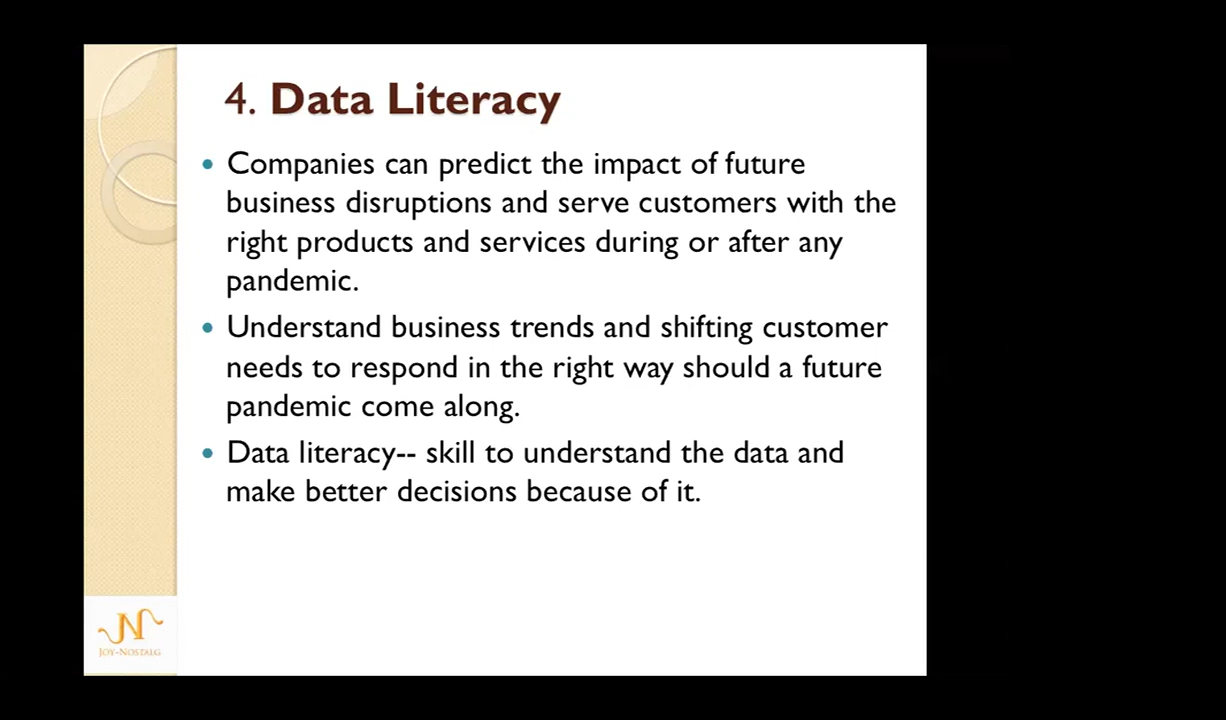 4. Data Literacy
Companies can predict the impact of future
business disruptions and serve customers with the
right products and services during or after any
pandemic.
Understand business trends and shifting customer
needs to respond in the right way should a future
pandemic come along.
Data literacy-- skill to understand the data and
make better decisions because of it.
JN
JOY-NOSTALG